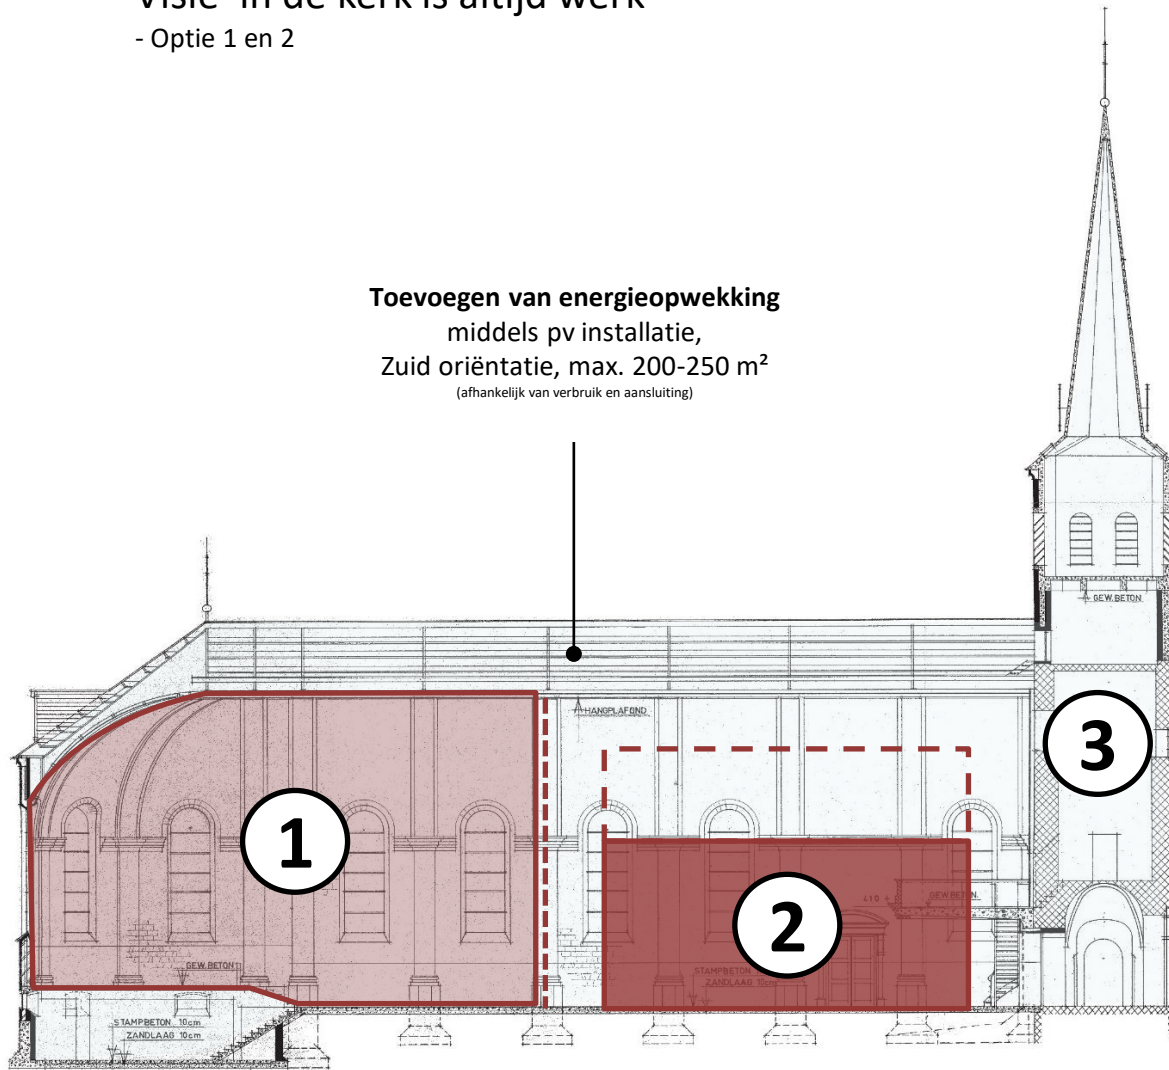 Visie 'in de kerk is altijd werk'
- Optie 1 en 2
Toevoegen van energieopwekking
middels pv installatie,
Zuid oriëntatie, max. 200-250 m²
(afhankelijk van verbruik en aansluiting)
GEW.BETON
HANGPLAFOND
3
1
2
410 +
GEW.BETON.
GEW.BETON
STAMPBETON
ZANDLAAG 10cm
STAMPBETON 10cm
ZANDLAAG 10cm